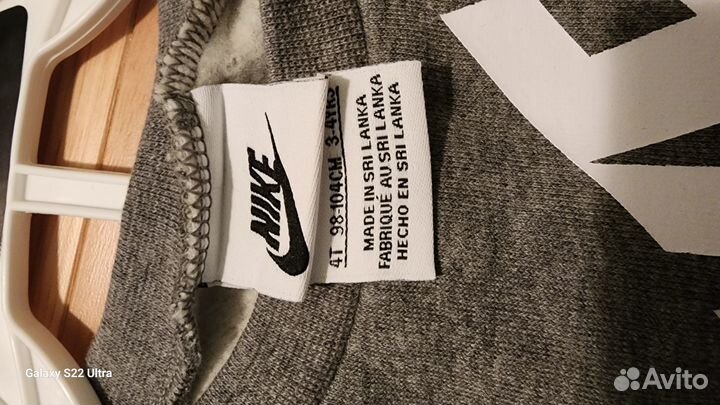 NIKE
4T 98-104CM 3-4YRS
MADE IN SRI LANKA
FABRIQUÉ AU SRI LANKA
HECHO EN SRI LANKA
Galaxy S22 Ultra
Avito